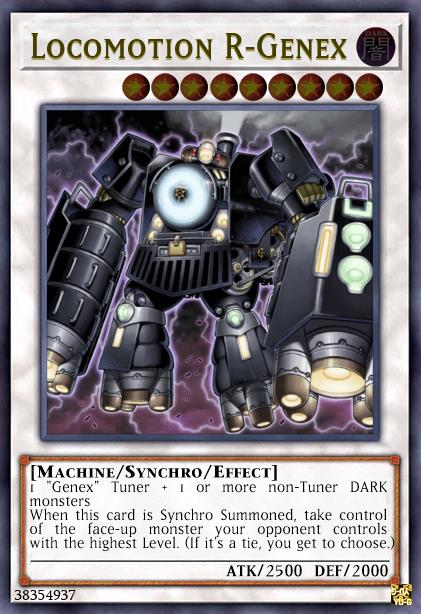 LOCOMOTION R-GENEX
DARK
闇
[MACHINE/SYNCHRO/EFFECT]
1 "Genex" Tuner + 1 or more non-Tuner DARK
monsters
When this card is Synchro Summoned, take control
of the face-up monster your opponent controls
with the highest Level. (If it's a tie, you get to choose.)
ATK/2500 DEF/2000
38354937